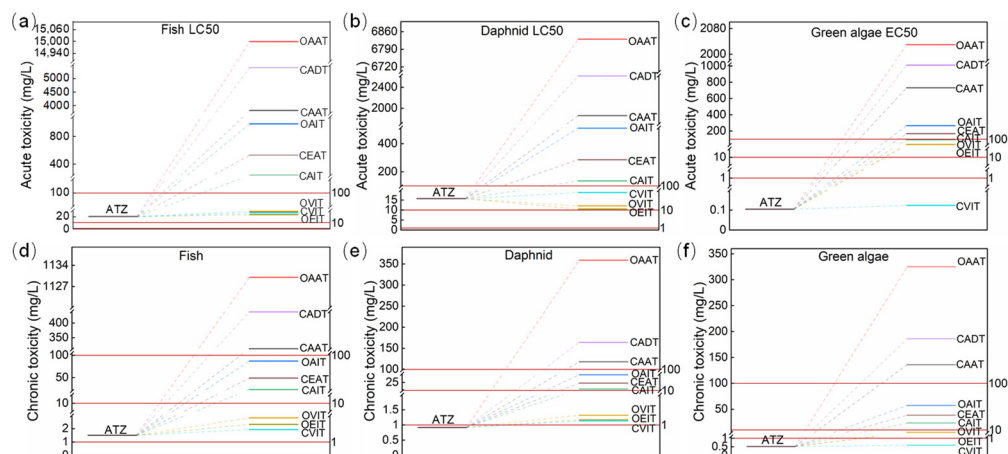 (a)
Fish LC50
Acute toxicity (mg/L)
15,060
15,000
14,940
5000
4000
800
400
100
20
0
ATZ
OAAT
CADT
CAAT
OAIT
CEAT
CAIT
100
OVIT
CVIT
OEIT
10
(b)
Daphnid LC50
Acute toxicity (mg/L)
6860
6790
6720
2400
2000
400
200
15
10
0
ATZ
OAAT
CADT
CAAT
OAIT
CEAT
CAIT
100
CVIT
OVIT
OEIT
10
1
(c)
Green algae EC50
Acute toxicity (mg/L)
2080
2000
1000
800
600
400
200
10
1
0.1
0
ATZ
OAAT
CADT
CAAT
OAIT
CEAT
CAIT
100
OVIT
OEIT
CVIT
(d)
Fish
Chronic toxicity (mg/L)
1134
1127
400
350
100
50
10
2
1
ATZ
OAAT
CADT
CAAT
100
OAIT
CEAT
CAIT
10
OVIT
OEIT
CVIT
1
(e)
Daphnid
Chronic toxicity (mg/L)
350
300
250
200
150
100
25
10
1.5
1.0
0.5
ATZ
OAAT
CADT
CAAT
100
OAIT
CEAT
CAIT
10
OVIT
OEIT
1
CVIT
(f)
Green algae
Chronic toxicity (mg/L)
350
300
250
200
150
100
50
1
0.5
ATZ
OAAT
CADT
CAAT
100
OAIT
CEAT
CAIT
10
OVIT
1
OEIT
CVIT